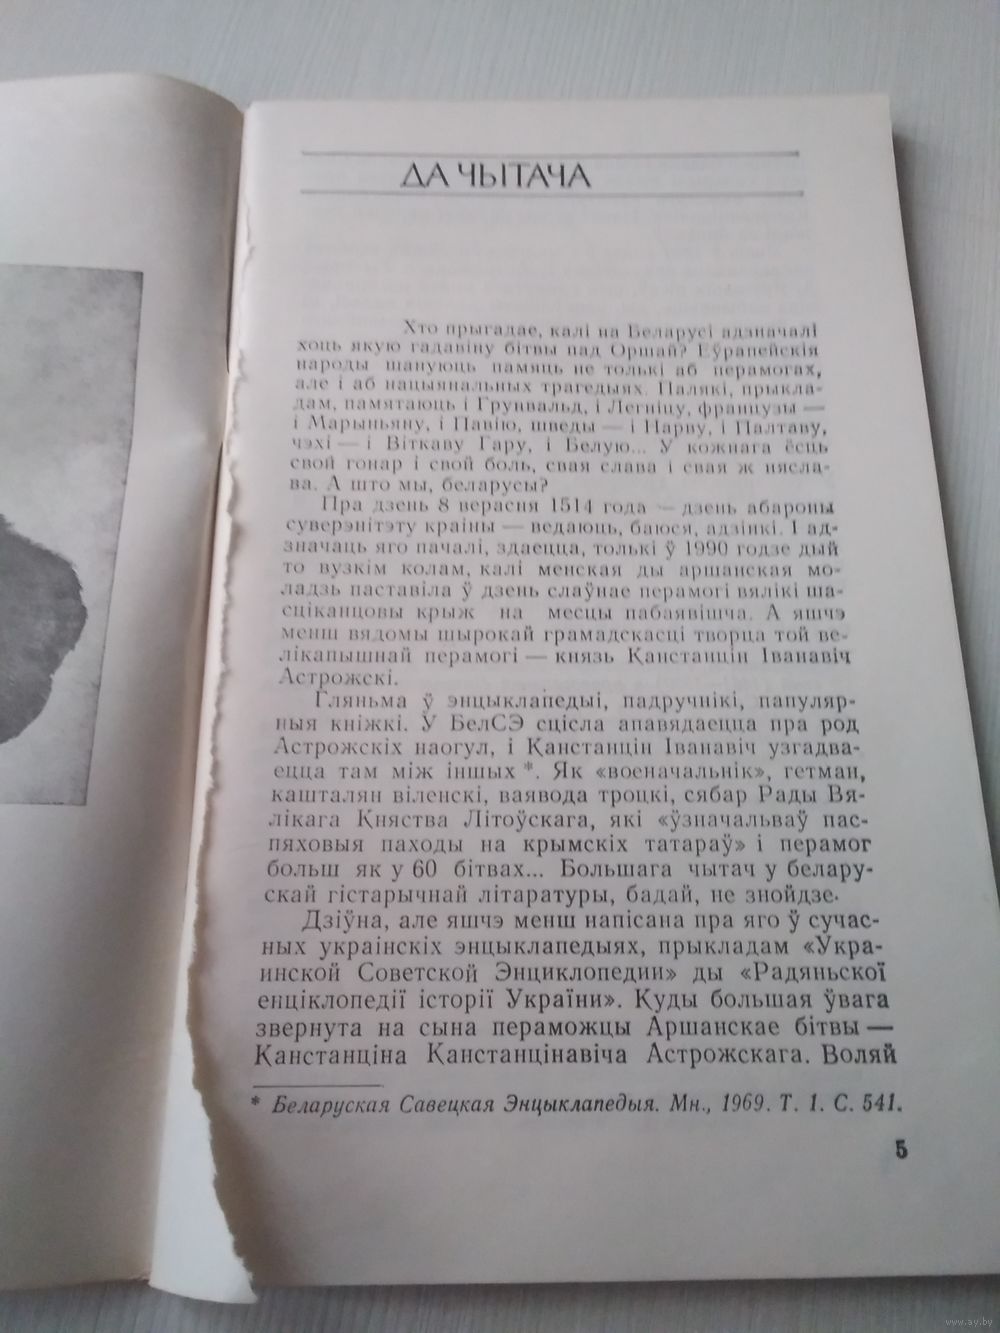 ДА ЧЫТАЧА
Хто прыгадае, калі на Беларусі адзначалі
хоць якую гадавіну бітвы пад Оршай? Еўрапейскія
народы шануюць памяць не толькі аб перамогах,
але і аб нацыянальных трагедыях. Палякі, прыкла-
дам, памятаюць і Грунвальд, і Легніцу, французы —
і Марыньяну, і Павію, шведы — і Нарву, і Палтаву,
чэхі — і Віткаву Гару, і Белую... У кожнага ёсць
свой гонар і свой боль, свая слава і свая ж нясла-
ва. А што мы, беларусы?
Пра дзень 8 верасня 1514 года — дзень абароны
суверэнітэту краіны — ведаюць, баюся, адзінкі. І ад-
значаць яго пачалі, здаецца, толькі ў 1990 годзе дый
то вузкім колам, калі менская ды аршанская мо-
ладзь паставіла ў дзень слаўнае перамогі вялікі ша-
сціканцовы крыж на месцы пабаявішча. А яшчэ
менш вядомы шырокай грамадскасці творца той ве-
лікапышнай перамогі — князь Канстанцін Іванавіч
Астрожскі.
Гляньма ў энцыклапедыі, падручнікі, папуляр-
ныя кніжкі. У БелСЭ сцісла апавядаецца пра род
Астрожскіх наогул, і Канстанцін Іванавіч узгадва-
ецца там між іншых *. Як «военачальнік», гетман,
кашталян віленскі, ваявода троцкі, сябар Рады Вя-
лікага Княства Літоўскага, які «ўзначальваў пас-
пяховыя паходы на крымскіх татараў» і перамог
больш як у 60 бітвах... Большага чытач у белару-
скай гістарычнай літаратуры, бадай, не знойдзе.
Дзіўна, але яшчэ менш напісана пра яго ў сучас-
ных украінскіх энцыклапедыях, прыкладам «Укра-
инской Советской Энциклопедии» ды «Радяньскої
енціклопедії історії України». Куды большая ўвага
звернута на сына пераможцы Аршанскае бітвы —
Канстанціна Канстанцінавіча Астрожскага. Воляй
* Беларуская Савецкая Энцыклапедыя. Мн., 1969. Т. 1. С. 541.
5
www.ay.by